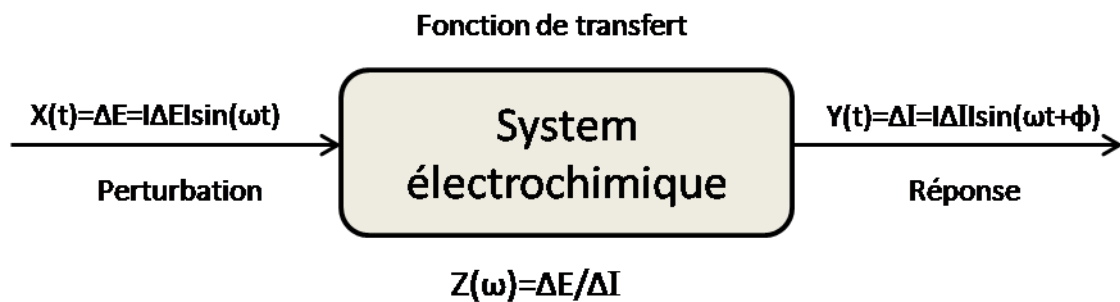 Fonction de transfert
X(t)=ΔE=IΔEIsin(ωt)
System
électrochimique
Y(t)=ΔI=IΔIIsin(ωt+ϕ)
Perturbation
Réponse
Z(ω)=ΔE/ΔI